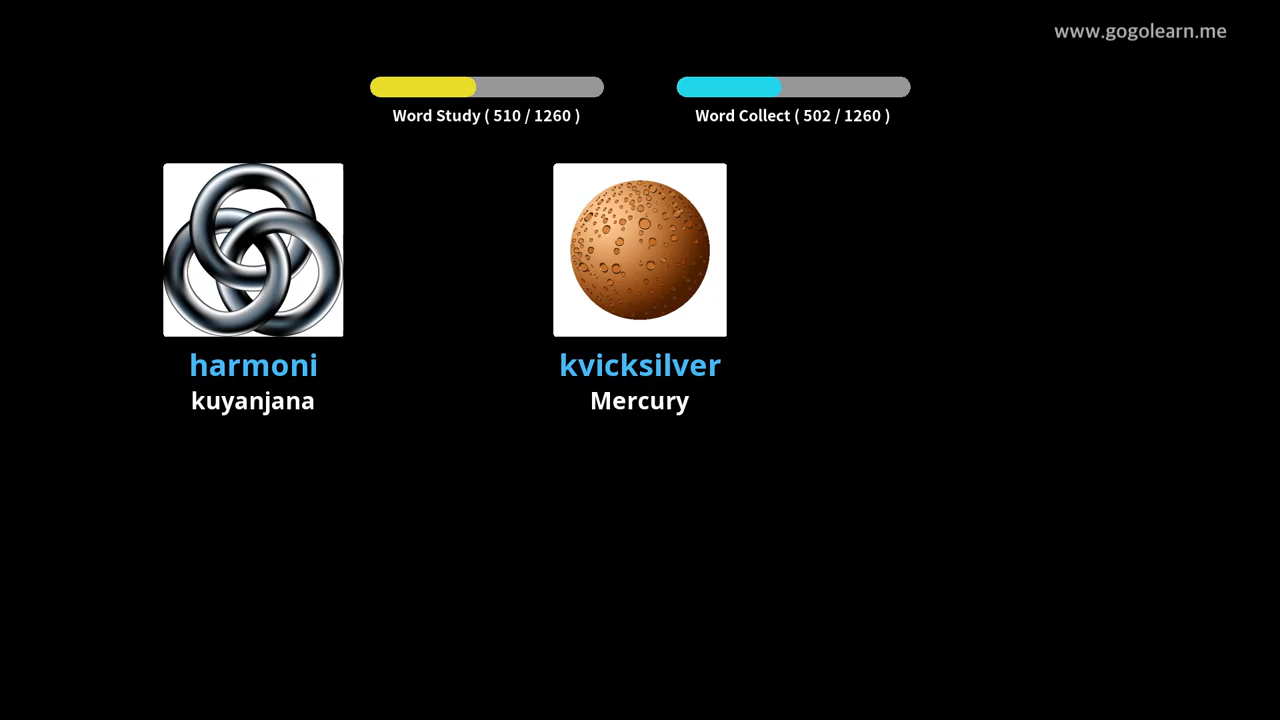 www.gogolearn.me
Word Study ( 510 / 1260 )
Word Collect ( 502 / 1260 )
harmoni
kuyanjana
kvicksilver
Mercury